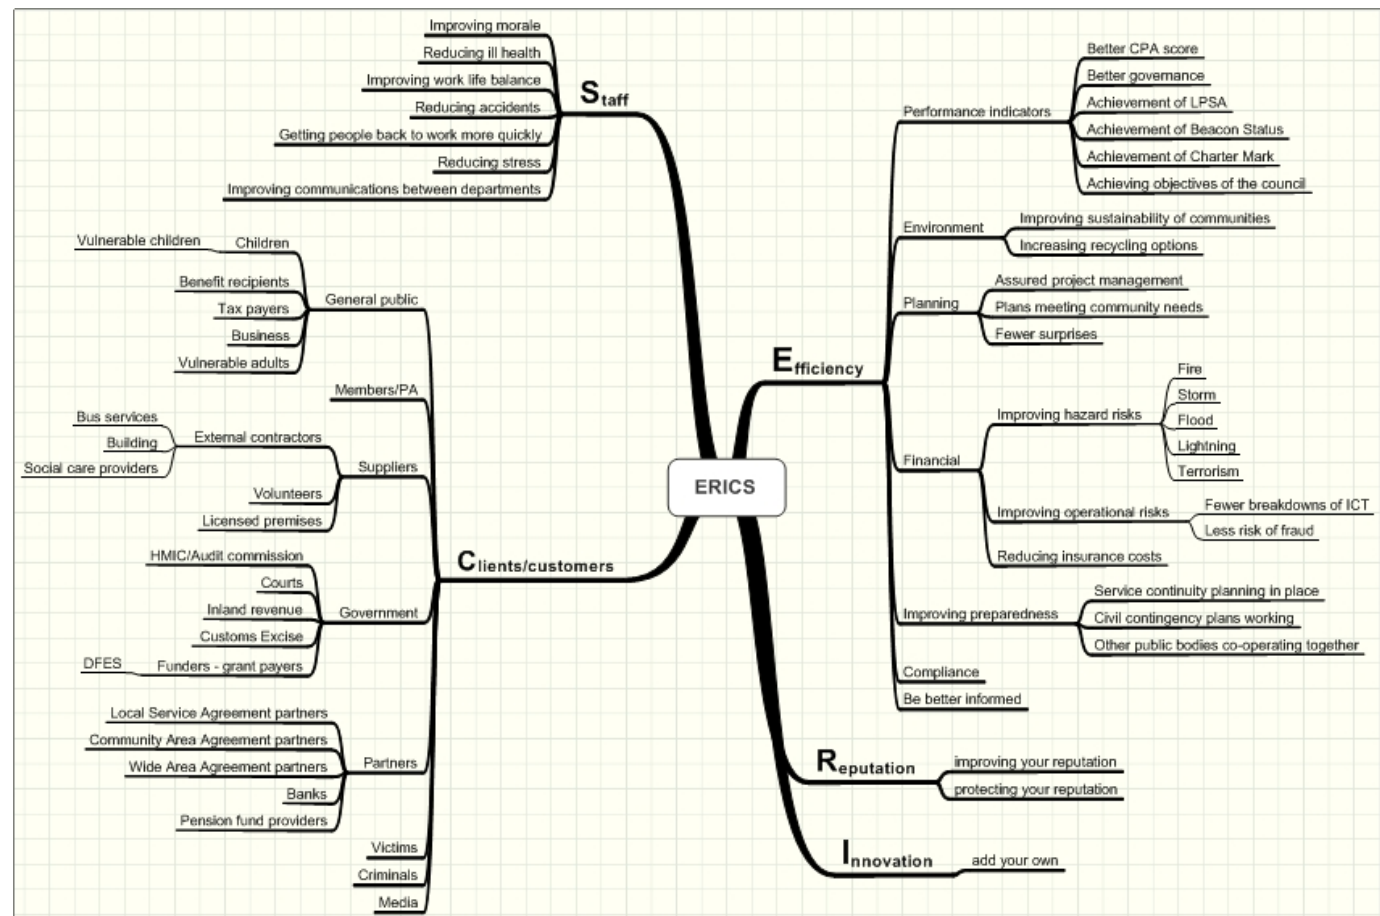 ERICS
Efficiency
Performance indicators
Better CPA score
Better governance
Achievement of LPSA
Achievement of Beacon Status
Achievement of Charter Mark
Achieving objectives of the council
Environment
Improving sustainability of communities
Increasing recycling options
Planning
Assured project management
Plans meeting community needs
Fewer surprises
Financial
Improving hazard risks
Fire
Storm
Flood
Lightning
Terrorism
Improving operational risks
Fewer breakdowns of ICT
Less risk of fraud
Reducing insurance costs
Improving preparedness
Service continuity planning in place
Civil contingency plans working
Other public bodies co-operating together
Compliance
Be better informed
Reputation
improving your reputation
protecting your reputation
Innovation
add your own
Clients/customers
General public
Children
Vulnerable children
Benefit recipients
Tax payers
Business
Vulnerable adults
Members/PA
Suppliers
External contractors
Bus services
Building
Social care providers
Volunteers
Licensed premises
Government
HMIC/Audit commission
Courts
Inland revenue
Customs Excise
Funders - grant payers
DFES
Partners
Local Service Agreement partners
Community Area Agreement partners
Wide Area Agreement partners
Banks
Pension fund providers
Victims
Criminals
Media
Staff
Improving morale
Reducing ill health
Improving work life balance
Reducing accidents
Getting people back to work more quickly
Reducing stress
Improving communications between departments